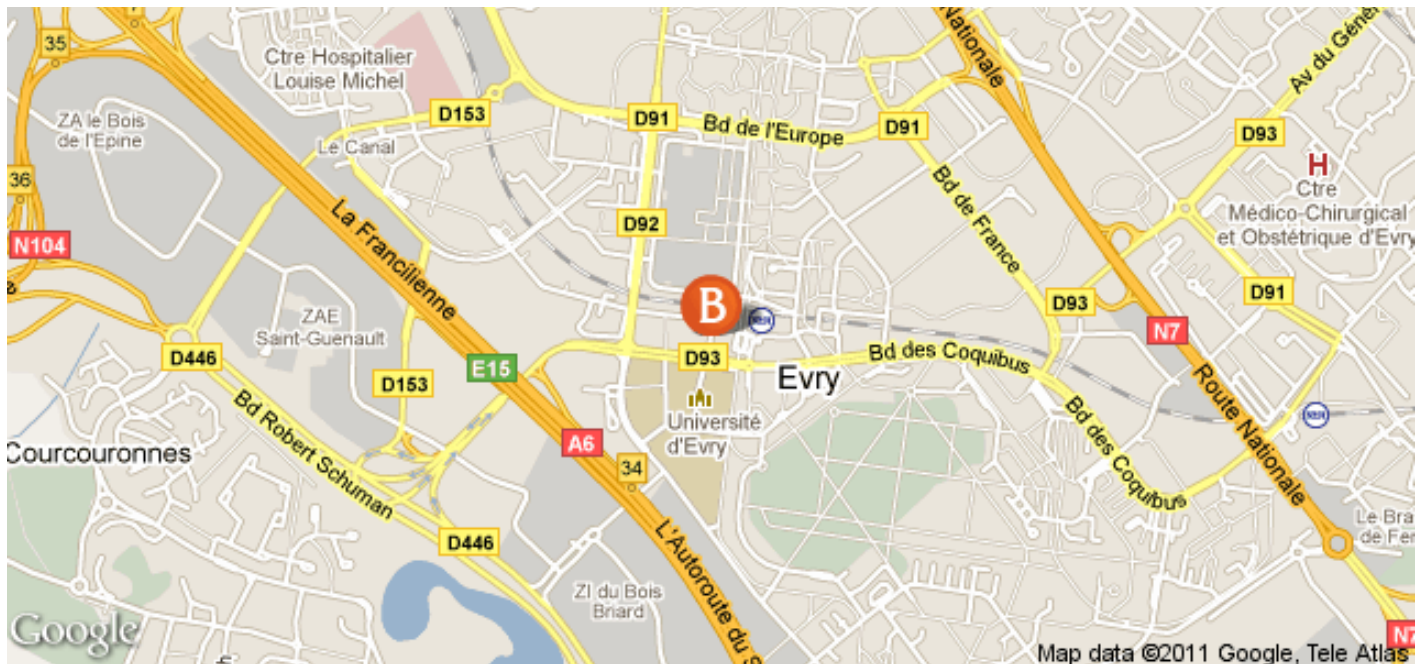 35
Ctre Hospitalier
Louise Michel
Nationale
Av du Géné
D153
D91
Bd de l'Europe
D91
D93
ZA le Bois
de l'Epine
Le Canal
H
Ctre
Médico-Chirurgical
et Obstétrique d'Evry
36
N104
La Francilienne
D92
Bd de France
D93
D91
B
ZAE
Saint-Guenault
N7
D446
D153
E15
D93
Bd des Coquibus
Evry
Route Nationale
Bd Robert Schuman
Université
d'Evry
Bd des Coquibus
Courcouronnes
A6
34
D446
L'Autoroute du S
Le Bra
de Fer
ZI du Bois
Briard
Google
N7
Map data ©2011 Google, Tele Atlas